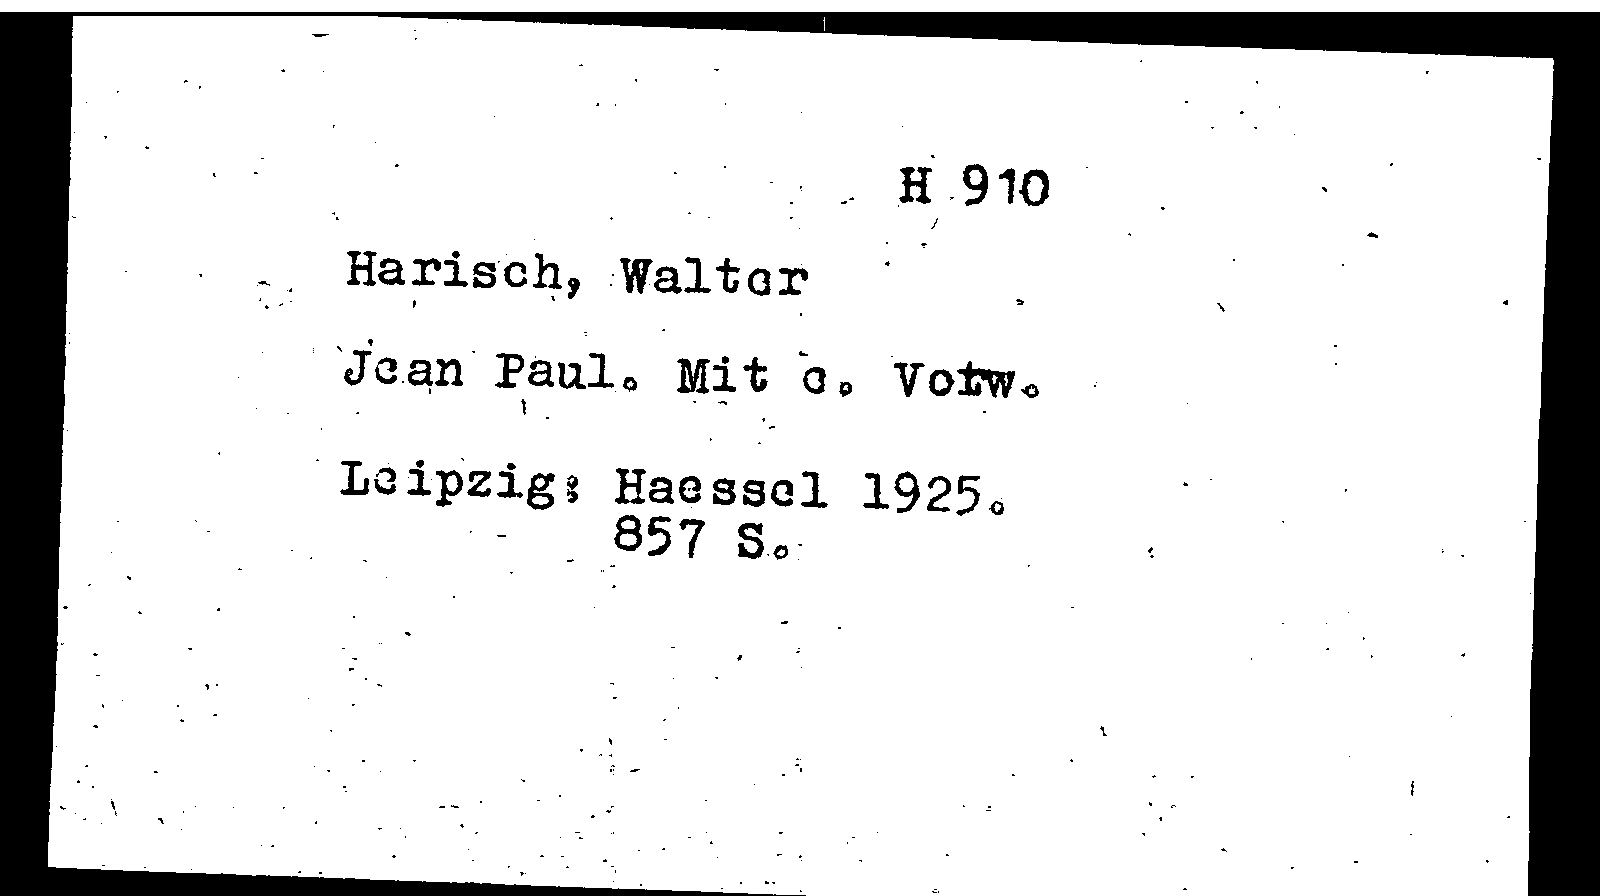 H 910
Harisch, Walter
Jean Paul. Mit e. Vorw.
Leipzig: Haessel 1925.
857 S.